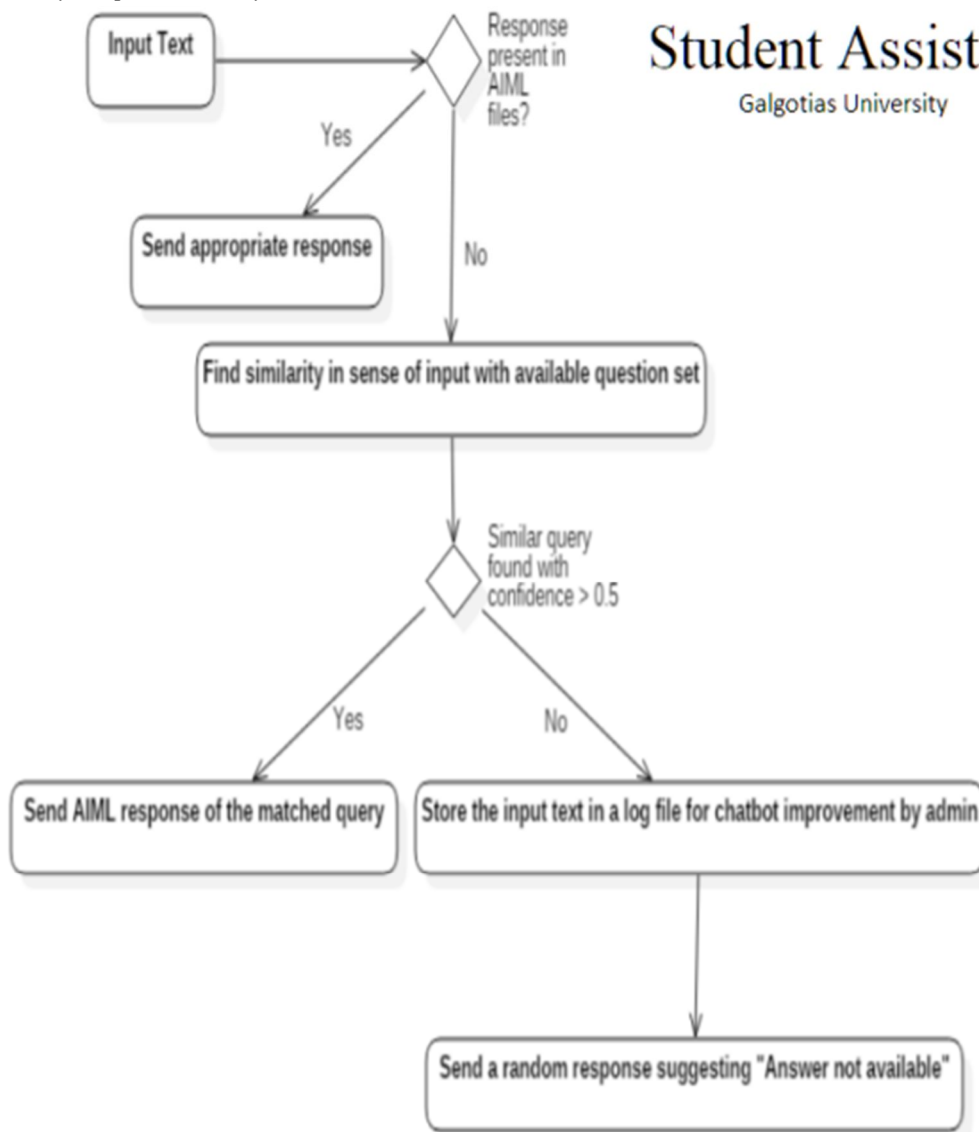 Input Text
Response
present in
AIML
files?
Student Assist
Galgotias University
Yes
Send appropriate response
No
Find similarity in sense of input with available question set
Similar query
found with
confidence > 0.5
Yes
No
Send AIML response of the matched query
Store the input text in a log file for chatbot improvement by admin
Send a random response suggesting "Answer not available"